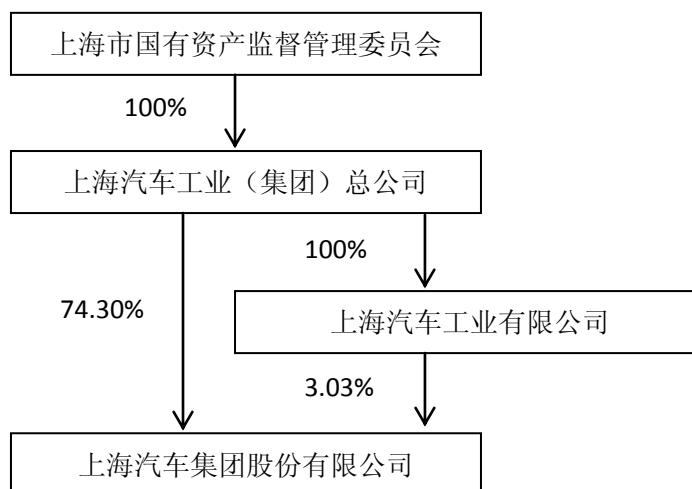 上海市国有资产监督管理委员会
100%
上海汽车工业（集团）总公司
100%
74.30%
上海汽车工业有限公司
3.03%
上海汽车集团股份有限公司